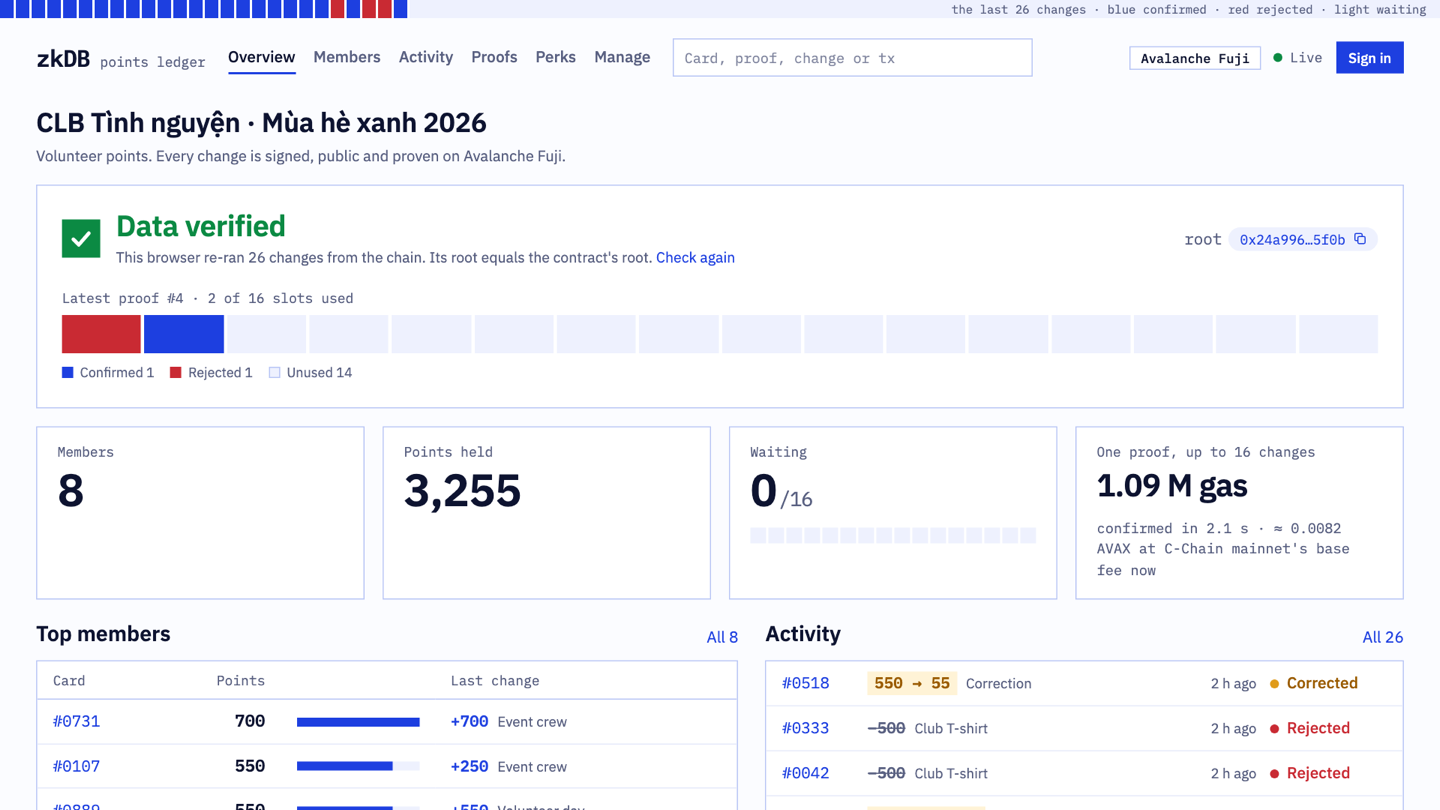 the last 26 changes · blue confirmed · red rejected · light waiting
zkDB points ledger Overview Members Activity Proofs Perks Manage Card, proof, change or tx Avalanche Fuji Live Sign in
CLB Tình nguyện · Mùa hè xanh 2026
Volunteer points. Every change is signed, public and proven on Avalanche Fuji.
Data verified
This browser re-ran 26 changes from the chain. Its root equals the contract's root. Check again
root 0x24a996…5f0b
Latest proof #4 · 2 of 16 slots used
Confirmed 1 Rejected 1 Unused 14
Members
8
Points held
3,255
Waiting
0/16
One proof, up to 16 changes
1.09 M gas
confirmed in 2.1 s · ≈ 0.0082
AVAX at C-Chain mainnet's base
fee now
Top members All 8
Card Points Last change
#0731 700 +700 Event crew
#0107 550 +250 Event crew
#0889 550 +550 Volunteer day
Activity All 26
#0518 550 → 55 Correction 2 h ago Corrected
#0333 −500 Club T-shirt 2 h ago Rejected
#0042 −500 Club T-shirt 2 h ago Rejected